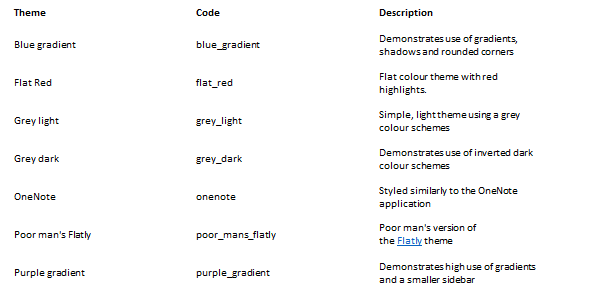 Theme Code Description
Blue gradient blue_gradient Demonstrates use of gradients,
shadows and rounded corners
Flat Red flat_red Flat colour theme with red
highlights.
Grey light grey_light Simple, light theme using a grey
colour schemes
Grey dark grey_dark Demonstrates use of inverted dark
colour schemes
OneNote onenote Styled similarly to the OneNote
application
Poor man's Flatly poor_mans_flatly Poor man's version of
the Flatly theme
Purple gradient purple_gradient Demonstrates high use of gradients
and a smaller sidebar